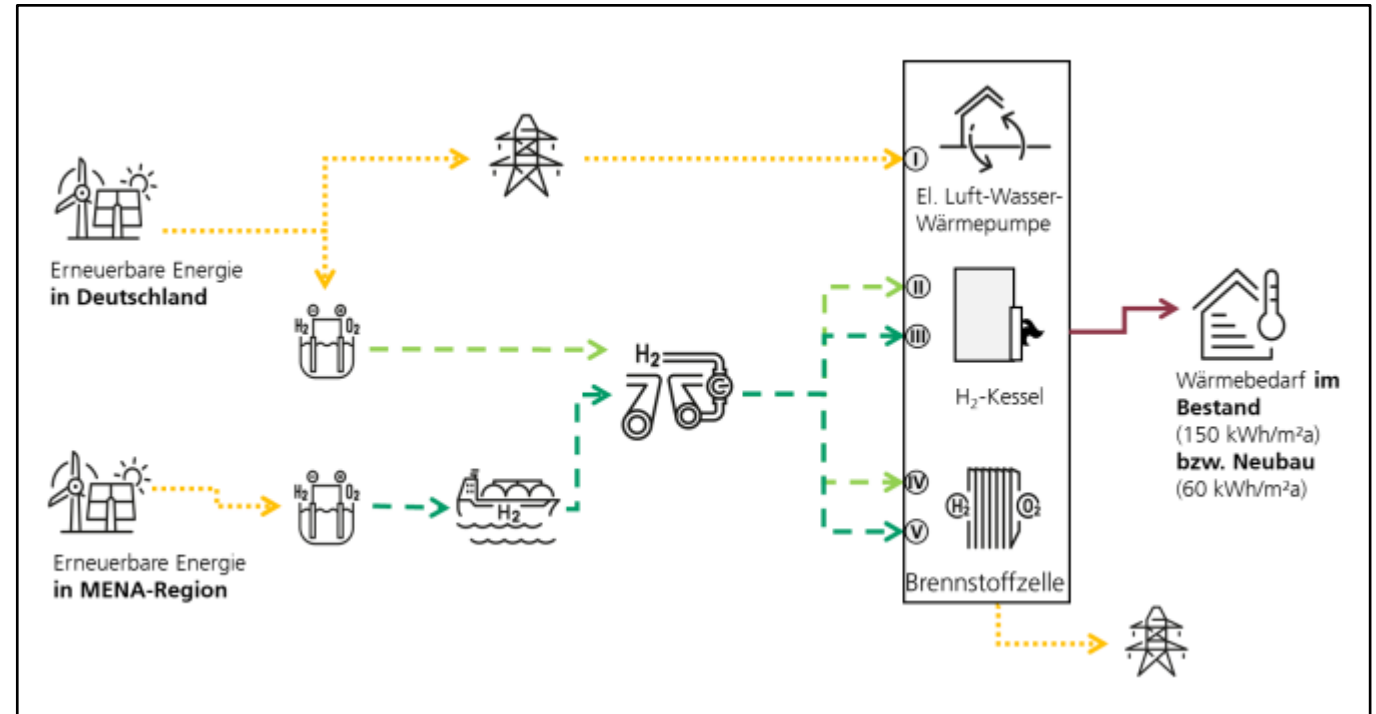 I
El. Luft-Wasser-
Wärmepumpe
Erneuerbare Energie
in Deutschland
H₂ O₂
H₂
II
III
H₂-Kessel
Wärmebedarf im
Bestand
(150 kWh/m²a)
bzw. Neubau
(60 kWh/m²a)
Erneuerbare Energie
in MENA-Region
H₂ O₂
H₂
IV
V
H₂ O₂
Brennstoffzelle